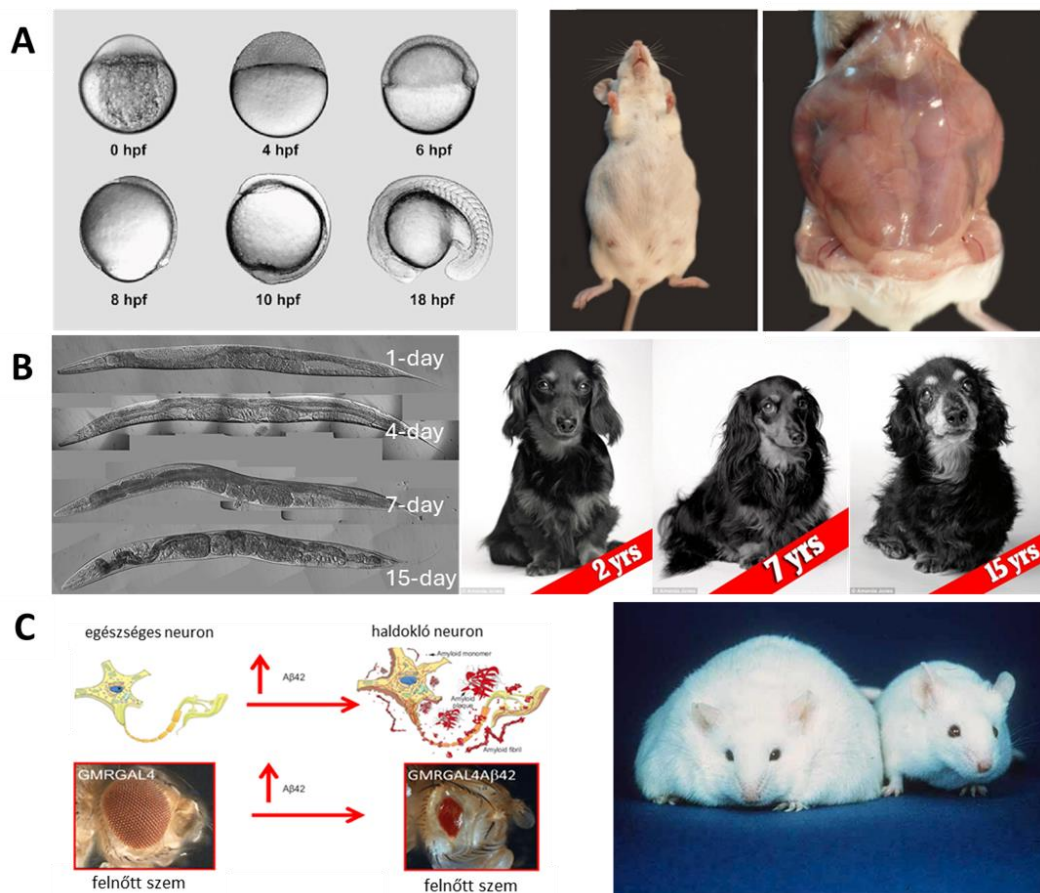 A
0 hpf
4 hpf
6 hpf
8 hpf
10 hpf
18 hpf
B
1-day
4-day
7-day
15-day
2 yrs
7 yrs
15 yrs
C
egészséges neuron
haldokló neuron
Aβ42
Amyloid monomer
Amyloid plaque
Amyloid fibril
GMRGAL4
Aβ42
GMRGAL4Aβ42
felnőtt szem
felnőtt szem